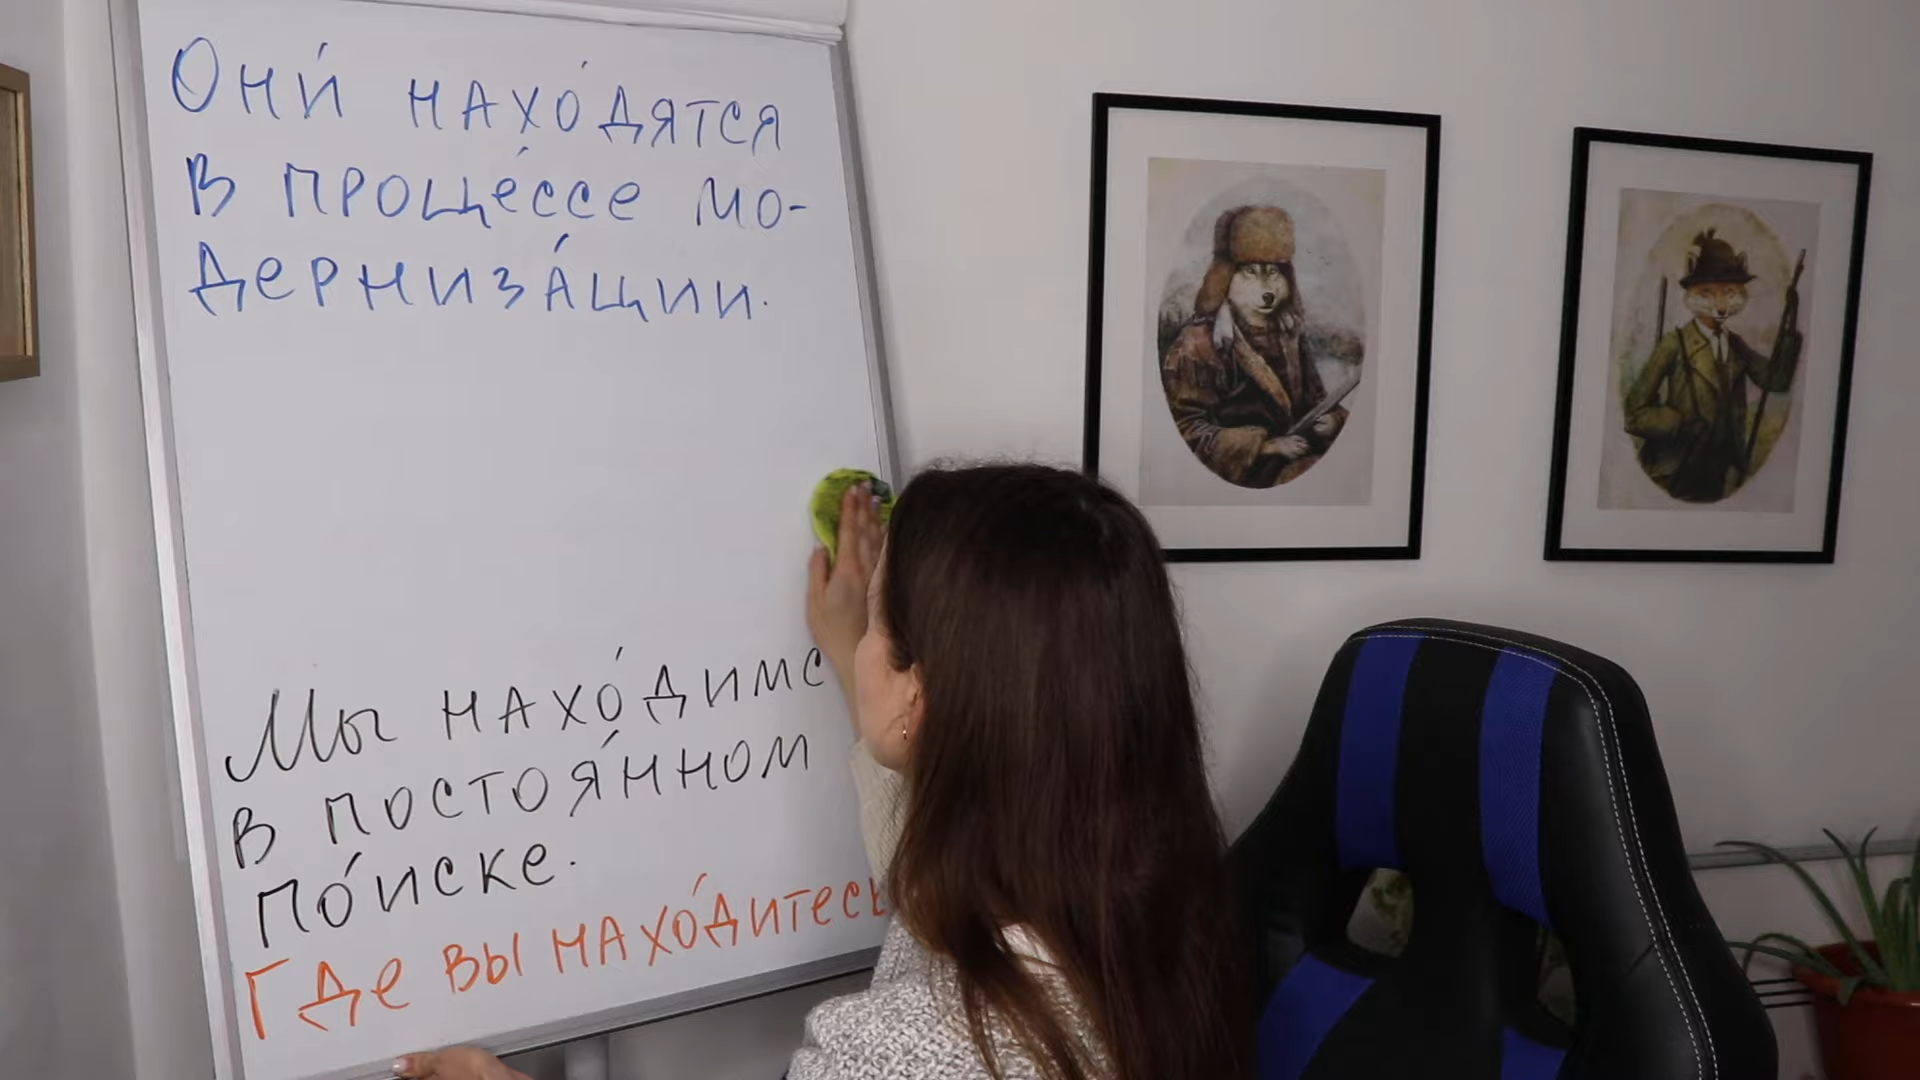 Они́ нахо́дятся
в проце́ссе мо-
дерниза́ции.
Мы нахо́димс
в постоя́нном
по́иске.
Где вы нахо́дитесь